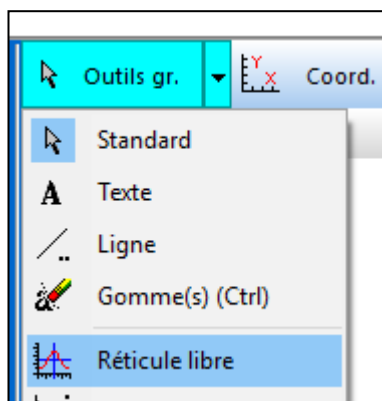 Outils gr. Coord.
Standard
Texte
Ligne
Gomme(s) (Ctrl)
Réticule libre